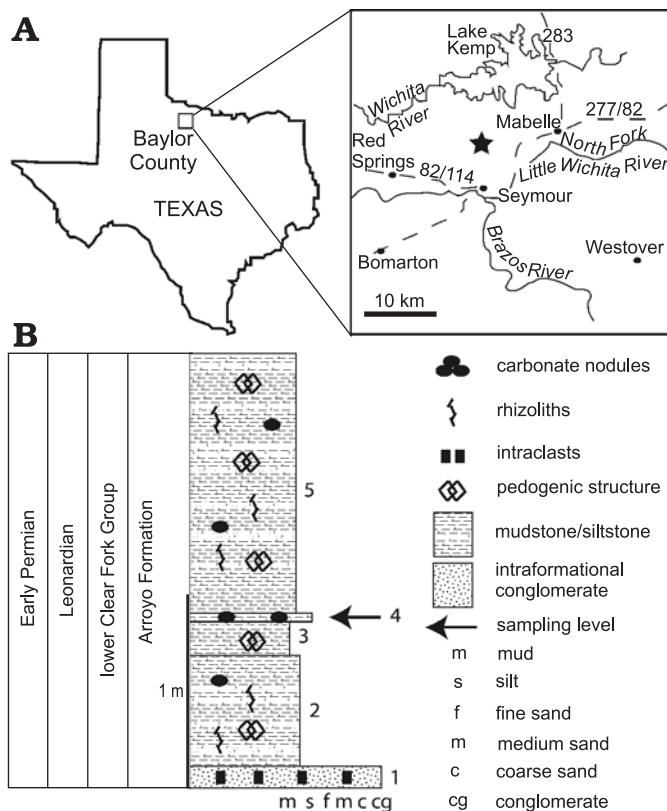 A
Baylor
County
TEXAS
Lake
Kemp
283
Wichita
River
277/82
Mabelle
Red
Springs
North Fork
Little Wichita River
82/114
Seymour
Brazos River
Westover
Bomarton
10 km
B
Early Permian
Leonardian
lower Clear Fork Group
Arroyo Formation
1 m
5
4
3
2
1
m s f m c cg
carbonate nodules
rhizoliths
intraclasts
pedogenic structure
mudstone/siltstone
intraformational
conglomerate
sampling level
m mud
s silt
f fine sand
m medium sand
c coarse sand
cg conglomerate